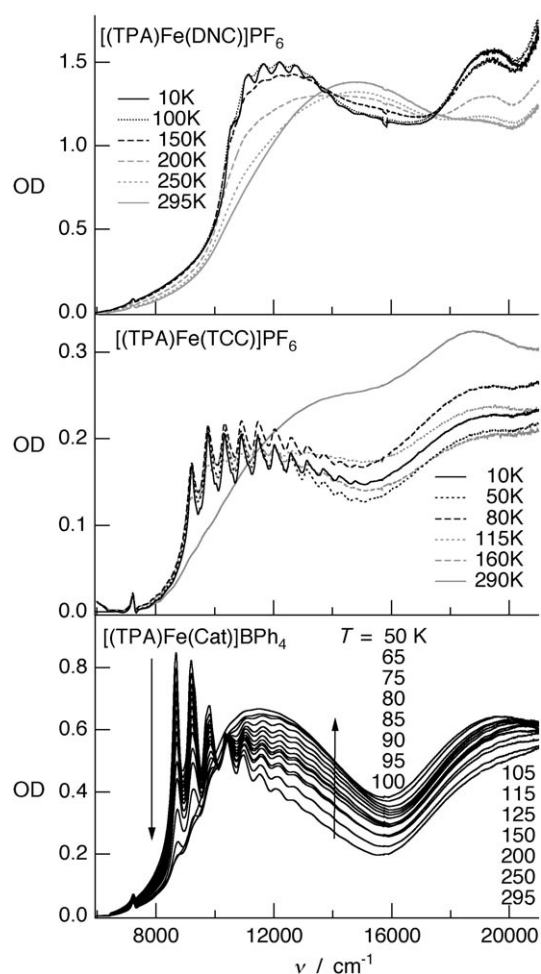 [(TPA)Fe(DNC)]PF6
1.5
10K
100K
150K
1.0
200K
OD
250K
295K
0.5
0.0
[(TPA)Fe(TCC)]PF6
0.3
0.2
OD
10K
50K
80K
0.1
115K
160K
290K
0.0
[(TPA)Fe(Cat)]BPh4
T = 50 K
65
75
80
85
90
95
100
0.8
0.6
OD
0.4
105
115
125
150
200
250
295
0.2
0.0
8000 12000 16000 20000
ν / cm-1